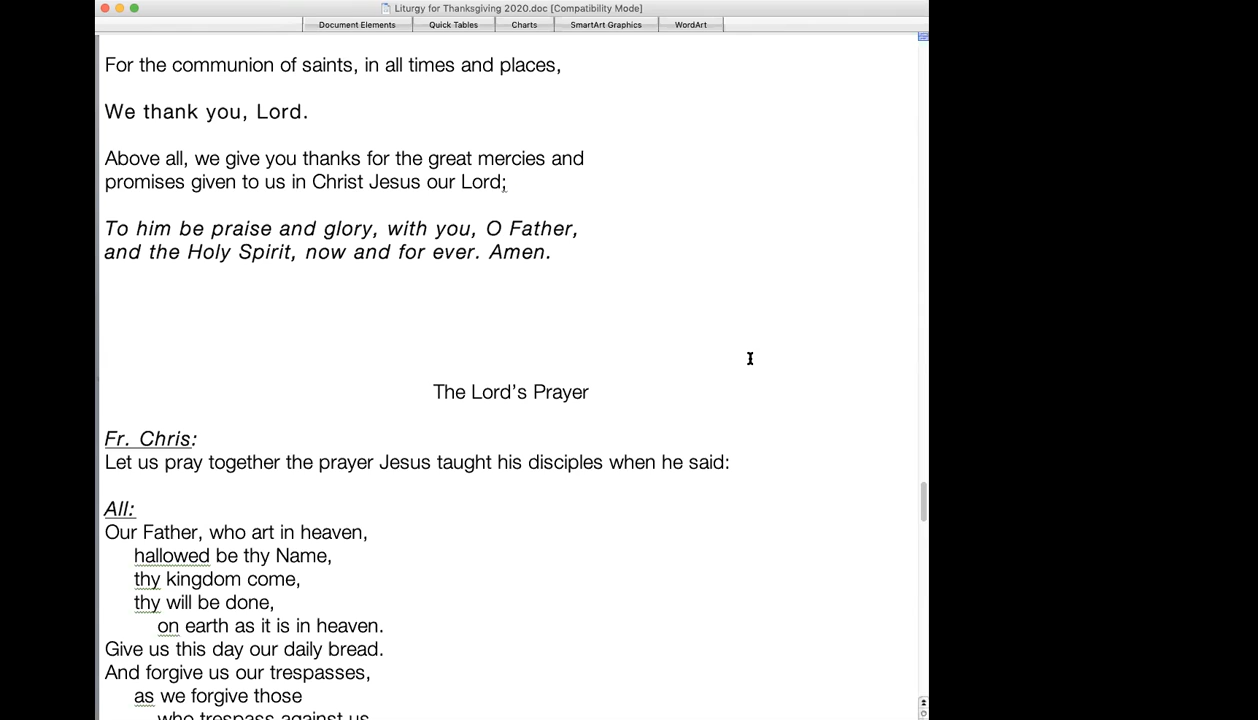 Liturgy for Thanksgiving 2020.doc [Compatibility Mode]
Document Elements Quick Tables Charts SmartArt Graphics WordArt
For the communion of saints, in all times and places,
We thank you, Lord.
Above all, we give you thanks for the great mercies and
promises given to us in Christ Jesus our Lord;
To him be praise and glory, with you, O Father,
and the Holy Spirit, now and for ever. Amen.
The Lord's Prayer
Fr. Chris:
Let us pray together the prayer Jesus taught his disciples when he said:
All:
Our Father, who art in heaven,
hallowed be thy Name,
thy kingdom come,
thy will be done,
on earth as it is in heaven.
Give us this day our daily bread.
And forgive us our trespasses,
as we forgive those
who trespass against us